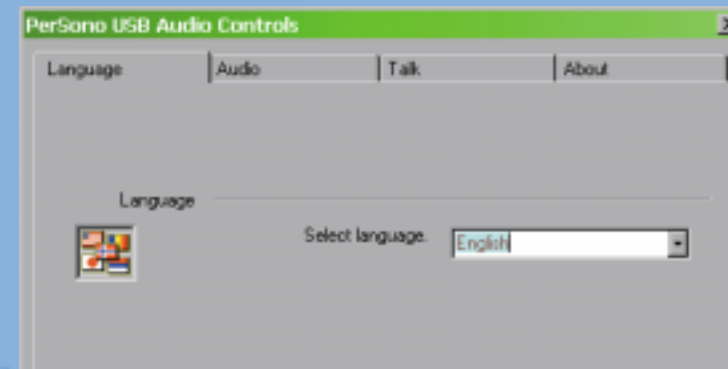 PerSono USB Audio Controls
Language Audio Talk About
Language
Select language. English